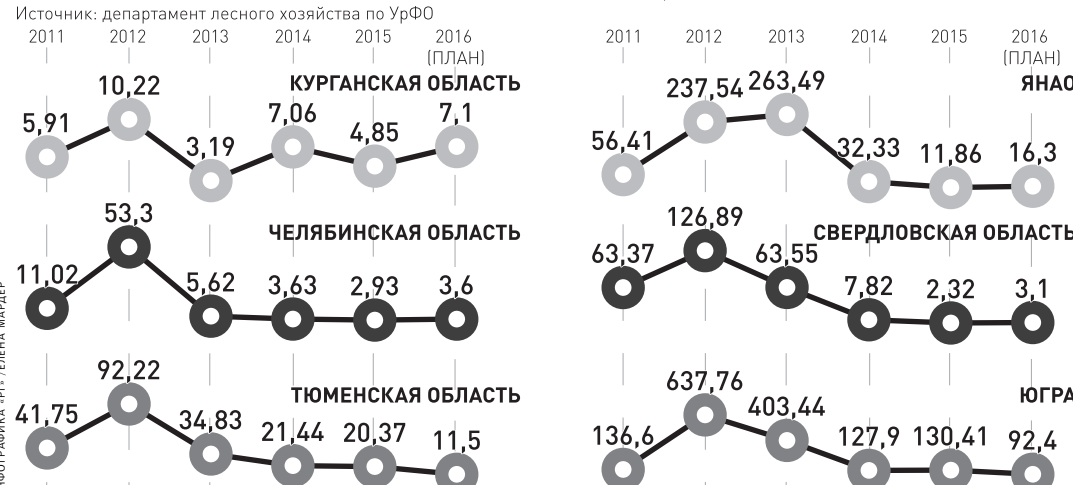 Источник: департамент лесного хозяйства по УрФО
2011 2012 2013 2014 2015 2016
(ПЛАН)
КУРГАНСКАЯ ОБЛАСТЬ
5,91 10,22 3,19 7,06 4,85 7,1
ЧЕЛЯБИНСКАЯ ОБЛАСТЬ
11,02 53,3 5,62 3,63 2,93 3,6
ТЮМЕНСКАЯ ОБЛАСТЬ
41,75 92,22 34,83 21,44 20,37 11,5
2011 2012 2013 2014 2015 2016
(ПЛАН)
ЯНАО
56,41 237,54 263,49 32,33 11,86 16,3
СВЕРДЛОВСКАЯ ОБЛАСТЬ
63,37 126,89 63,55 7,82 2,32 3,1
ЮГРА
136,6 637,76 403,44 127,9 130,41 92,4
«РГ» / ЕЛЕНА МАРДЕР